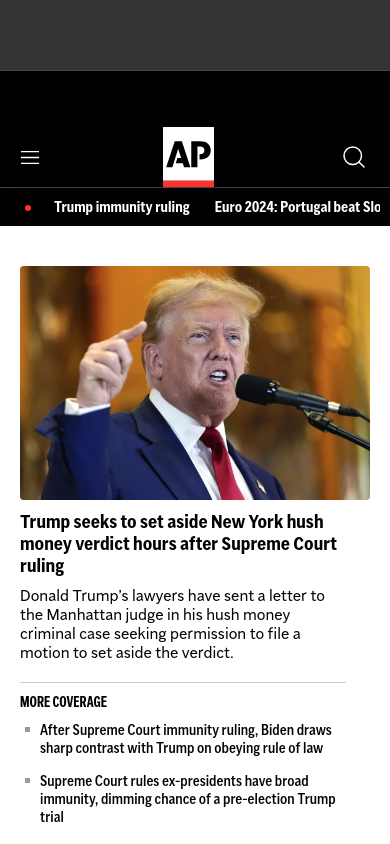 AP
Trump immunity ruling
Euro 2024: Portugal beat Slo
Trump seeks to set aside New York hush
money verdict hours after Supreme Court
ruling
Donald Trump’s lawyers have sent a letter to
the Manhattan judge in his hush money
criminal case seeking permission to file a
motion to set aside the verdict.
MORE COVERAGE
After Supreme Court immunity ruling, Biden draws
sharp contrast with Trump on obeying rule of law
Supreme Court rules ex-presidents have broad
immunity, dimming chance of a pre-election Trump
trial